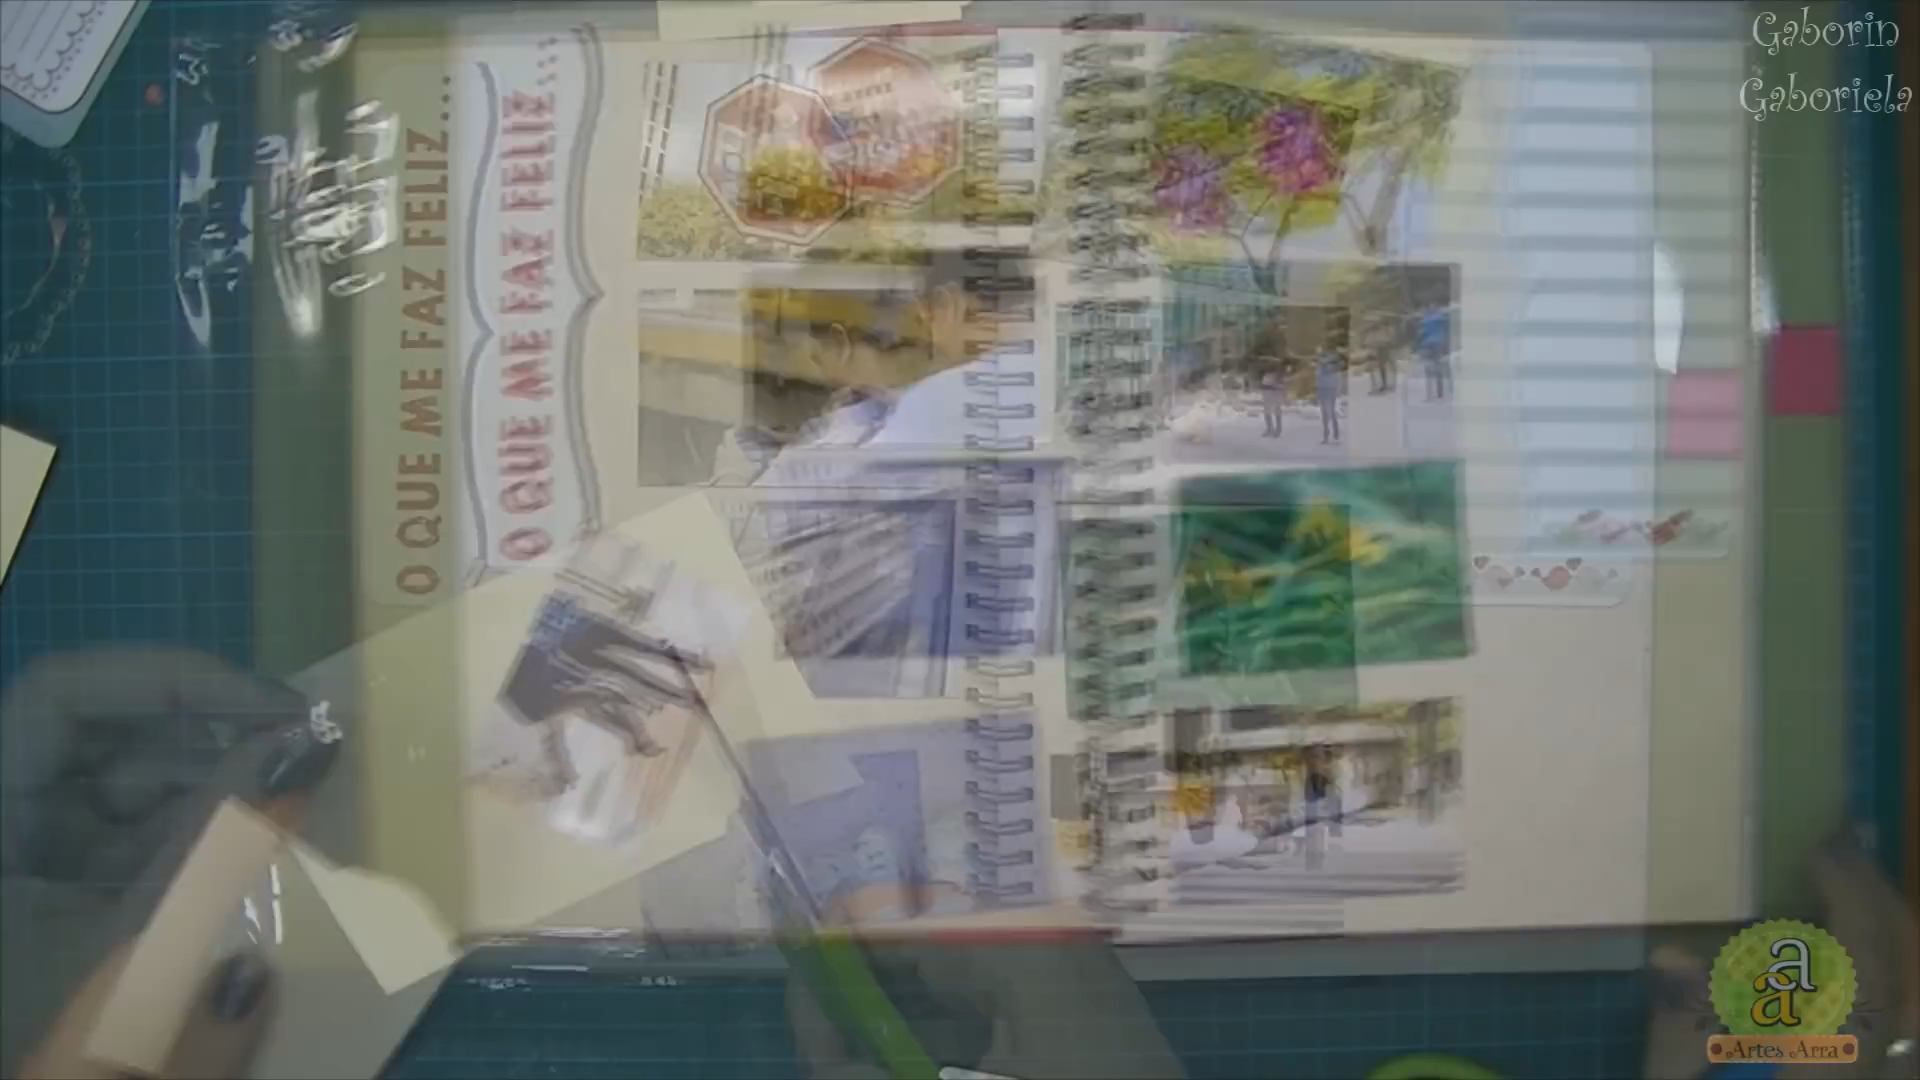 Gaborin
Gaboriela
O QUE ME FAZ FELIZ...
O QUE ME FAZ FELIZ...
a
a
Artes Arra